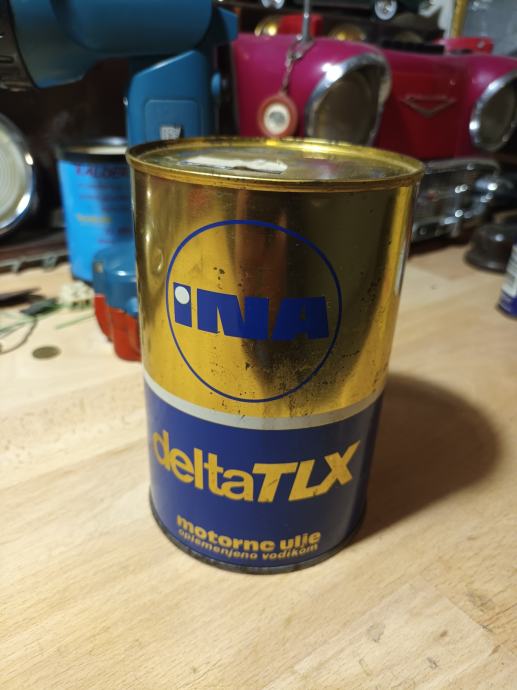 iNA
deltaTLX
motorno ulje
oplemenjeno vodikom